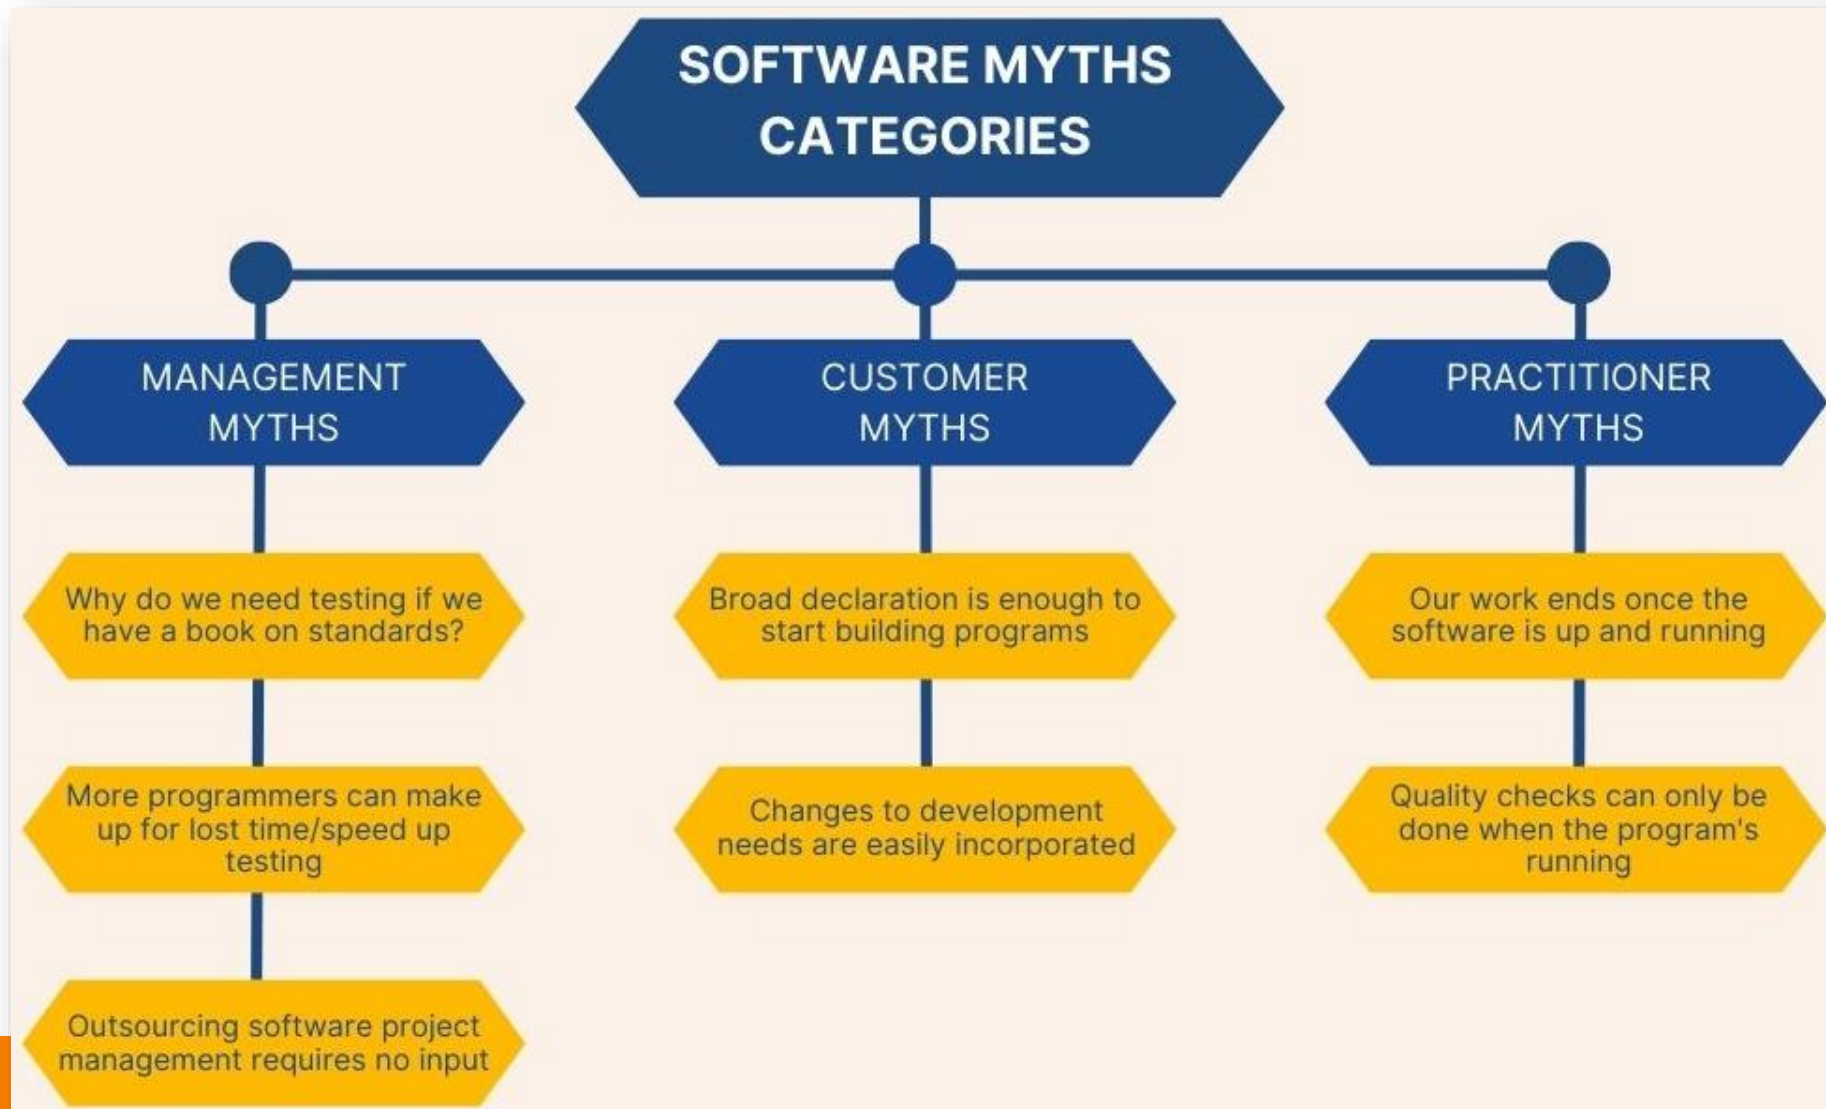 SOFTWARE MYTHS
CATEGORIES
MANAGEMENT
MYTHS
Why do we need testing if we
have a book on standards?
More programmers can make
up for lost time/speed up
testing
Outsourcing software project
management requires no input
CUSTOMER
MYTHS
Broad declaration is enough to
start building programs
Changes to development
needs are easily incorporated
PRACTITIONER
MYTHS
Our work ends once the
software is up and running
Quality checks can only be
done when the program's
running